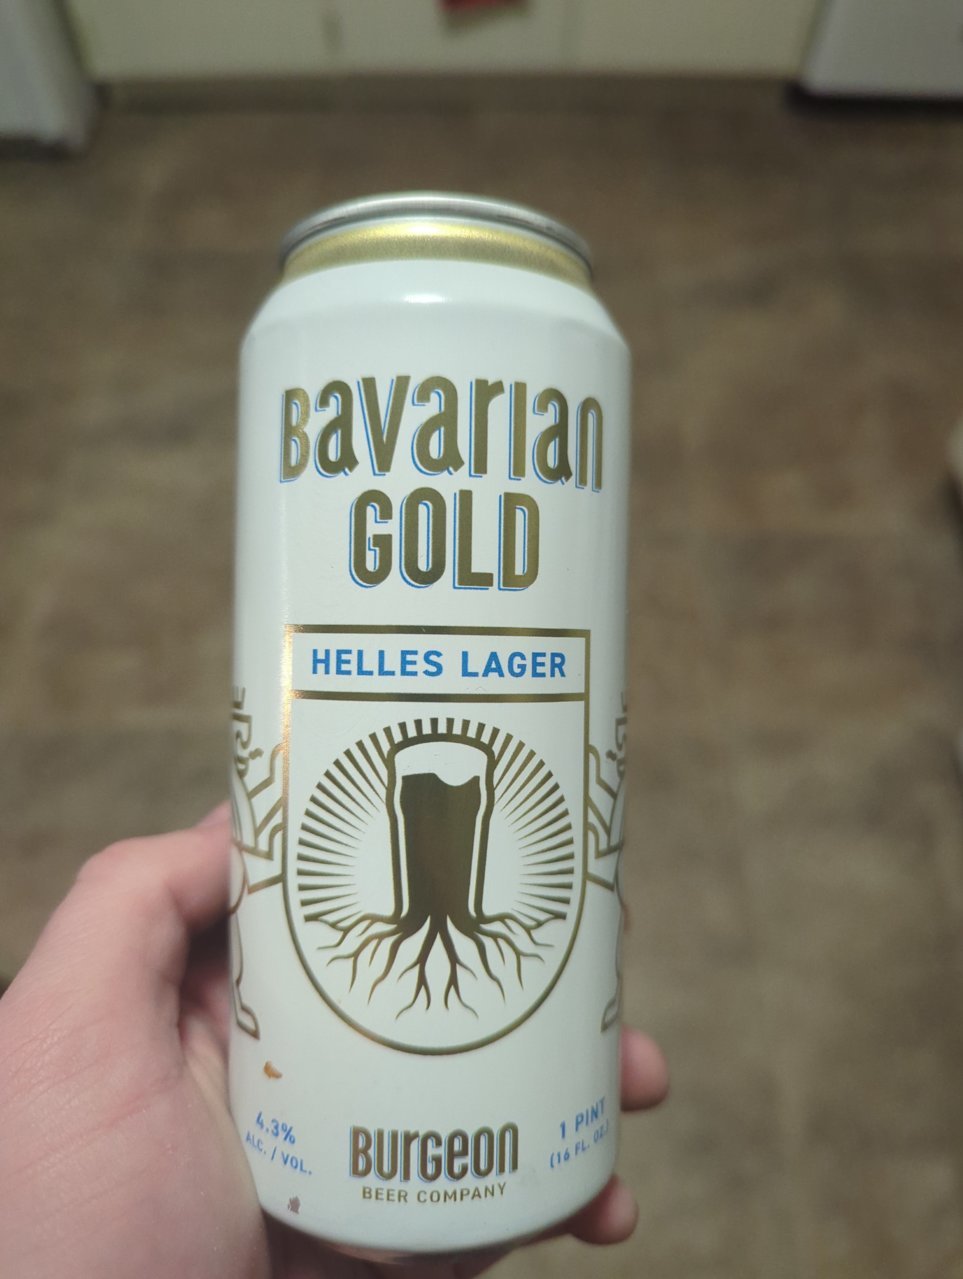 Bavarian
GOLD
HELLES LAGER
4.3%
ALC. / VOL.
BURGEON
BEER COMPANY
1 PINT
(16 FL. OZ.)